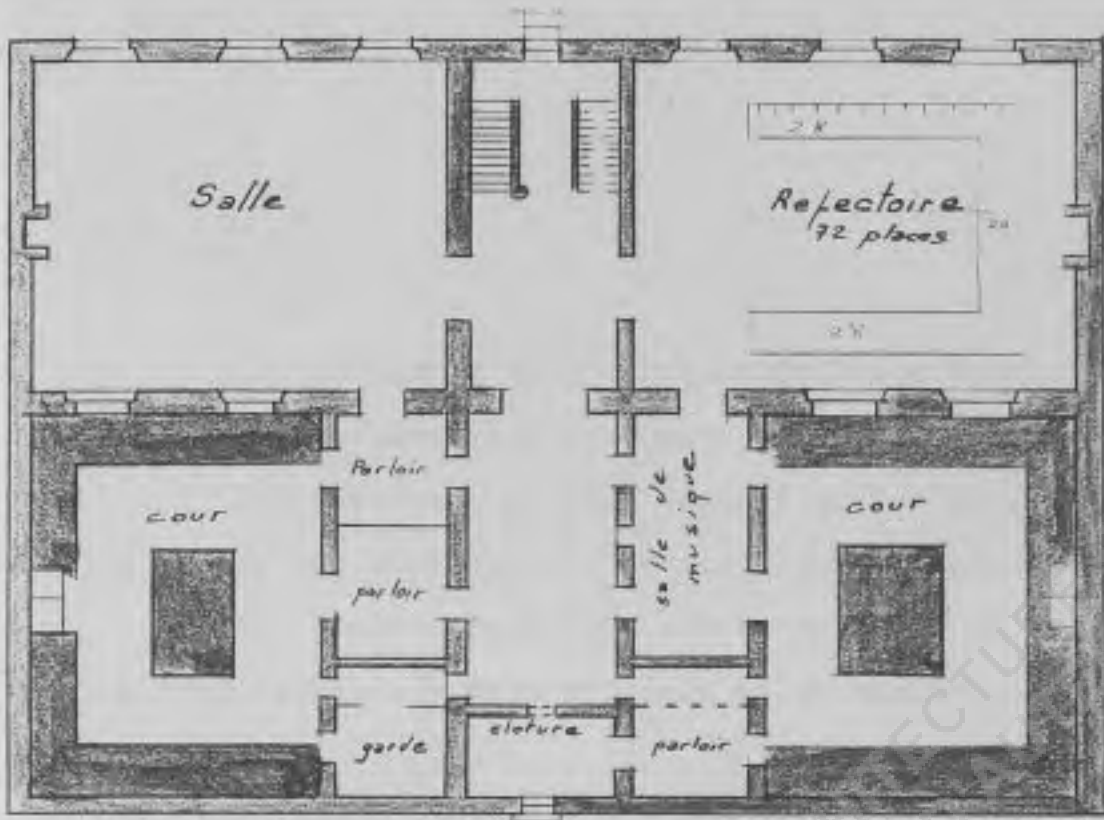 Salle
Refectoire
72 places
cour
Parloir
parloir
salle de
musique
cour
garde
cloture
parloir